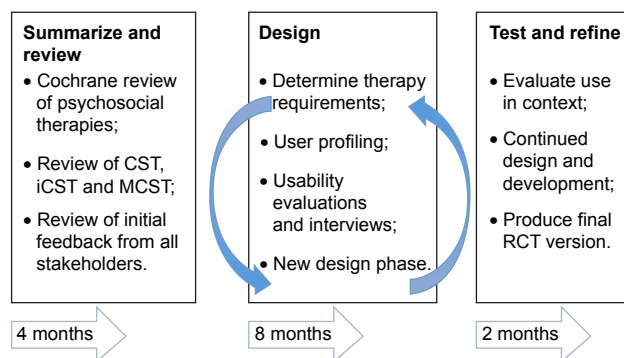 Summarize and
review
• Cochrane review
of psychosocial
therapies;
• Review of CST,
iCST and MCST;
• Review of initial
feedback from all
stakeholders.
4 months
Design
• Determine therapy
requirements;
• User profiling;
• Usability
evaluations
and interviews;
• New design phase.
8 months
Test and refine
• Evaluate use
in context;
• Continued
design and
development;
• Produce final
RCT version.
2 months